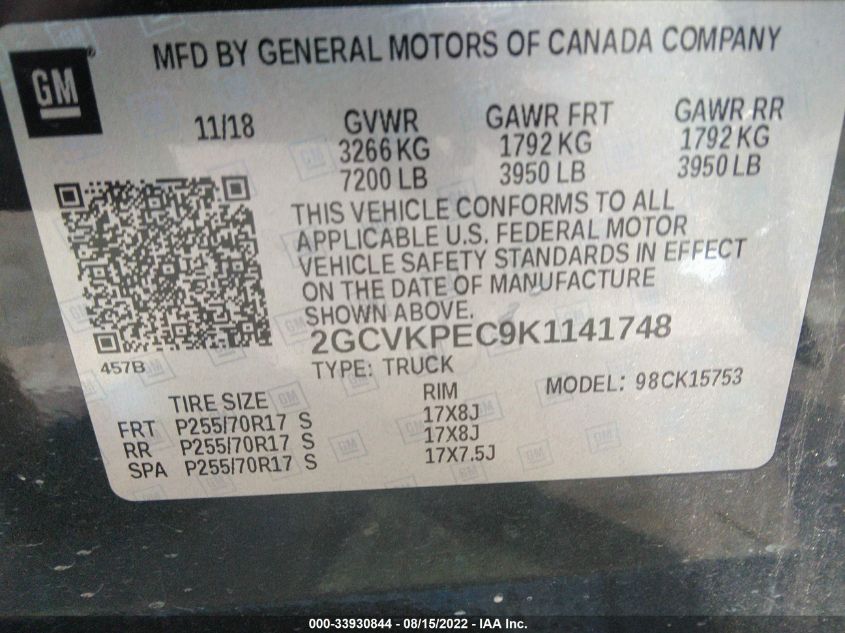 GM
MFD BY GENERAL MOTORS OF CANADA COMPANY
11/18 GVWR GAWR FRT GAWR RR
3266 KG 1792 KG 1792 KG
7200 LB 3950 LB 3950 LB
THIS VEHICLE CONFORMS TO ALL
APPLICABLE U.S. FEDERAL MOTOR
VEHICLE SAFETY STANDARDS IN EFFECT
ON THE DATE OF MANUFACTURE
SHOWN ABOVE.
2GCVKPEC9K1141748
457B
TYPE: TRUCK
MODEL: 98CK15753
TIRE SIZE RIM
FRT P255/70R17 S 17X8J
RR P255/70R17 S 17X8J
SPA P255/70R17 S 17X7.5J
000-33930844 - 08/15/2022 - IAA Inc.